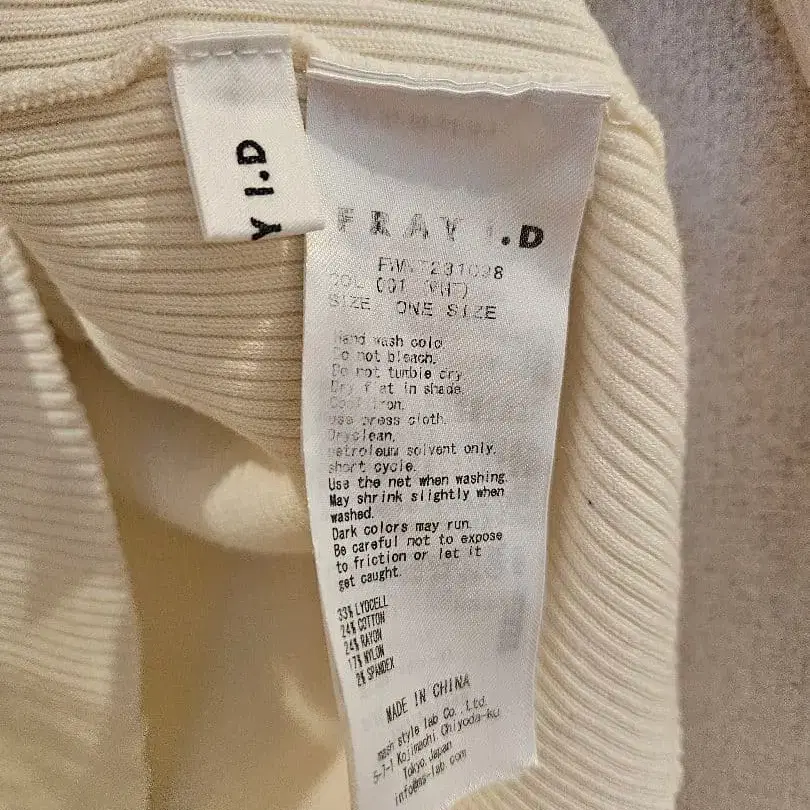 Y I.D
FRAY I.D
COL 001 (WHT)
SIZE ONE SIZE
Hand wash cold.
Do not bleach.
Do not tumble dry.
Dry flat in shade.
Cool iron.
use press cloth.
Dryclean,
petroleum solvent only.
short cycle.
Use the net when washing.
May shrink slightly when
washed.
Dark colors may run.
Be careful not to expose
to friction or let it
get caught.
33% LYOCELL
24% COTTON
24% RAYON
17% NYLON
2% SPANDEX
MADE IN CHINA
mash style lab Co.,Ltd.
5-7-1 Kojimachi, Chiyoda-ku
Tokyo, Japan
info@ms-lab.com